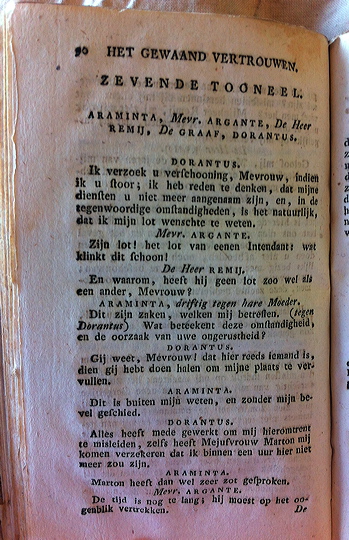 90 HET GEWAAND VERTROUWEN.
ZEVENDE TOONEEL.
ARAMINTA, Mevr. ARGANTE, De Heer
REMIJ, De GRAAF, DORANTUS.
DORANTUS.
Ik verzoek u verschooning, Mevrouw, indien
ik u stoor; ik heb reden te denken, dat mijne
diensten u niet meer aangenaam zijn, en, in de
tegenwoordige omstandigheden, is het natuurlijk,
dat ik mijn lot wenschte te weten.
Mevr. ARGANTE.
Zijn lot! het lot van eenen Intendant: wat
klinkt dit schoon!
De Heer REMIJ.
En waarom, heeft hij geen lot zoo wel als
een ander, Mevrouw?
ARAMINTA, driftig tegen hare Moeder.
Dit zijn zaken, welken mij betreffen. (tegen
Dorantus) Wat beteekent deze omstandigheid,
en de oorzaak van uwe ongerustheid?
DORANTUS.
Gij weet, Mevrouw! dat hier reeds iemand is,
dien gij hebt doen halen om mijne plaats te ver-
vullen.
ARAMINTA.
Dit is buiten mijn weten, en zonder mijn be-
vel geschied.
DORANTUS.
Alles heeft mede gewerkt om mij hieromtrent
te misleiden, zelfs heeft Mejufvrouw Marton mij
komen verzekeren dat ik binnen een uur hier niet
meer zou zijn.
ARAMINTA.
Marton heeft dan wel zeer zot gesproken.
Mevr. ARGANTE.
De tijd is nog te lang; hij moest op het oo-
genblik vertrekken. De